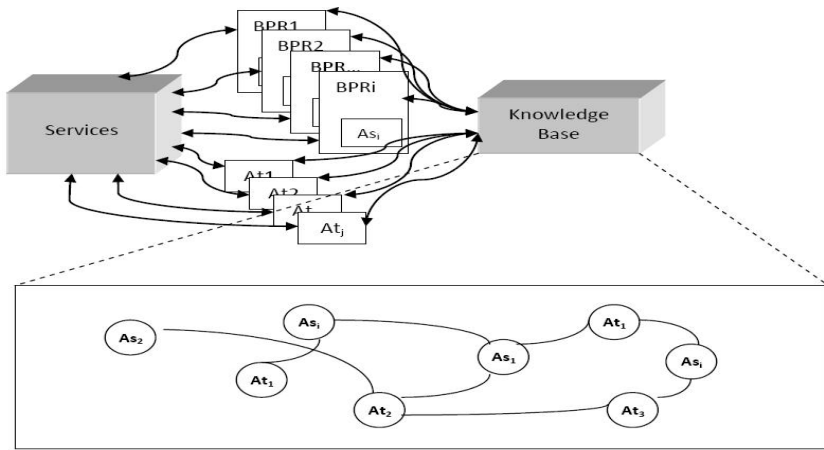 BPR1
BPR2
BPR...
BPRi
Asᵢ
Services
Knowledge
Base
At1
At2
At
Atⱼ
As₂
Asᵢ
At₁
As₁
At₁
Asᵢ
At₂
At₃